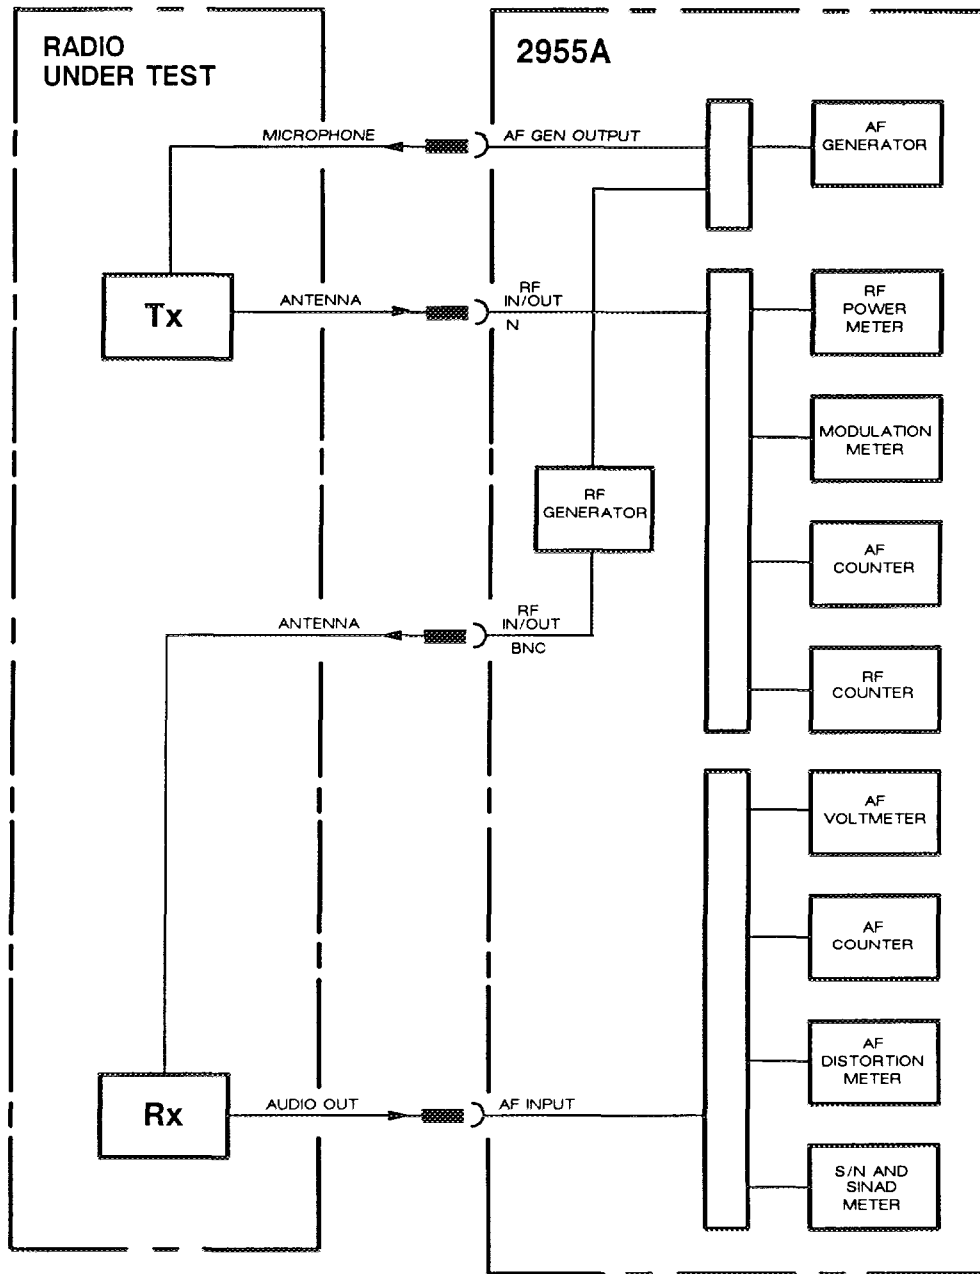 RADIO
UNDER TEST
2955A
MICROPHONE
AF GEN OUTPUT
AF
GENERATOR
Tx
ANTENNA
RF
IN/OUT
N
RF
POWER
METER
MODULATION
METER
RF
GENERATOR
AF
COUNTER
ANTENNA
RF
IN/OUT
BNC
RF
COUNTER
AF
VOLTMETER
AF
COUNTER
AF
DISTORTION
METER
Rx
AUDIO OUT
AF INPUT
S/N AND
SINAD
METER